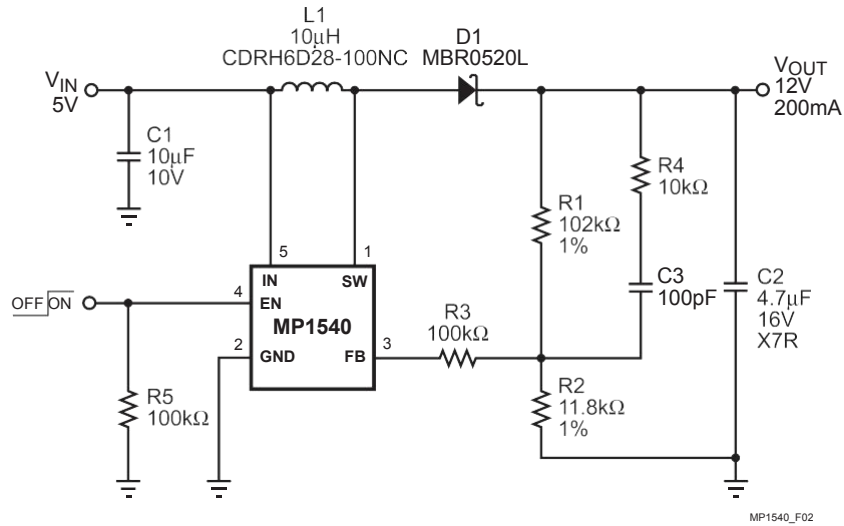 L1
10μH
CDRH6D28-100NC
D1
MBR0520L
VIN
5V
VOUT
12V
200mA
C1
10μF
10V
R4
10kΩ
R1
102kΩ
1%
5
1
IN
SW
C3
100pF
C2
4.7μF
16V
X7R
OFF ON
4
EN
MP1540
R3
100kΩ
2
GND
FB
3
R5
100kΩ
R2
11.8kΩ
1%
MP1540_F02